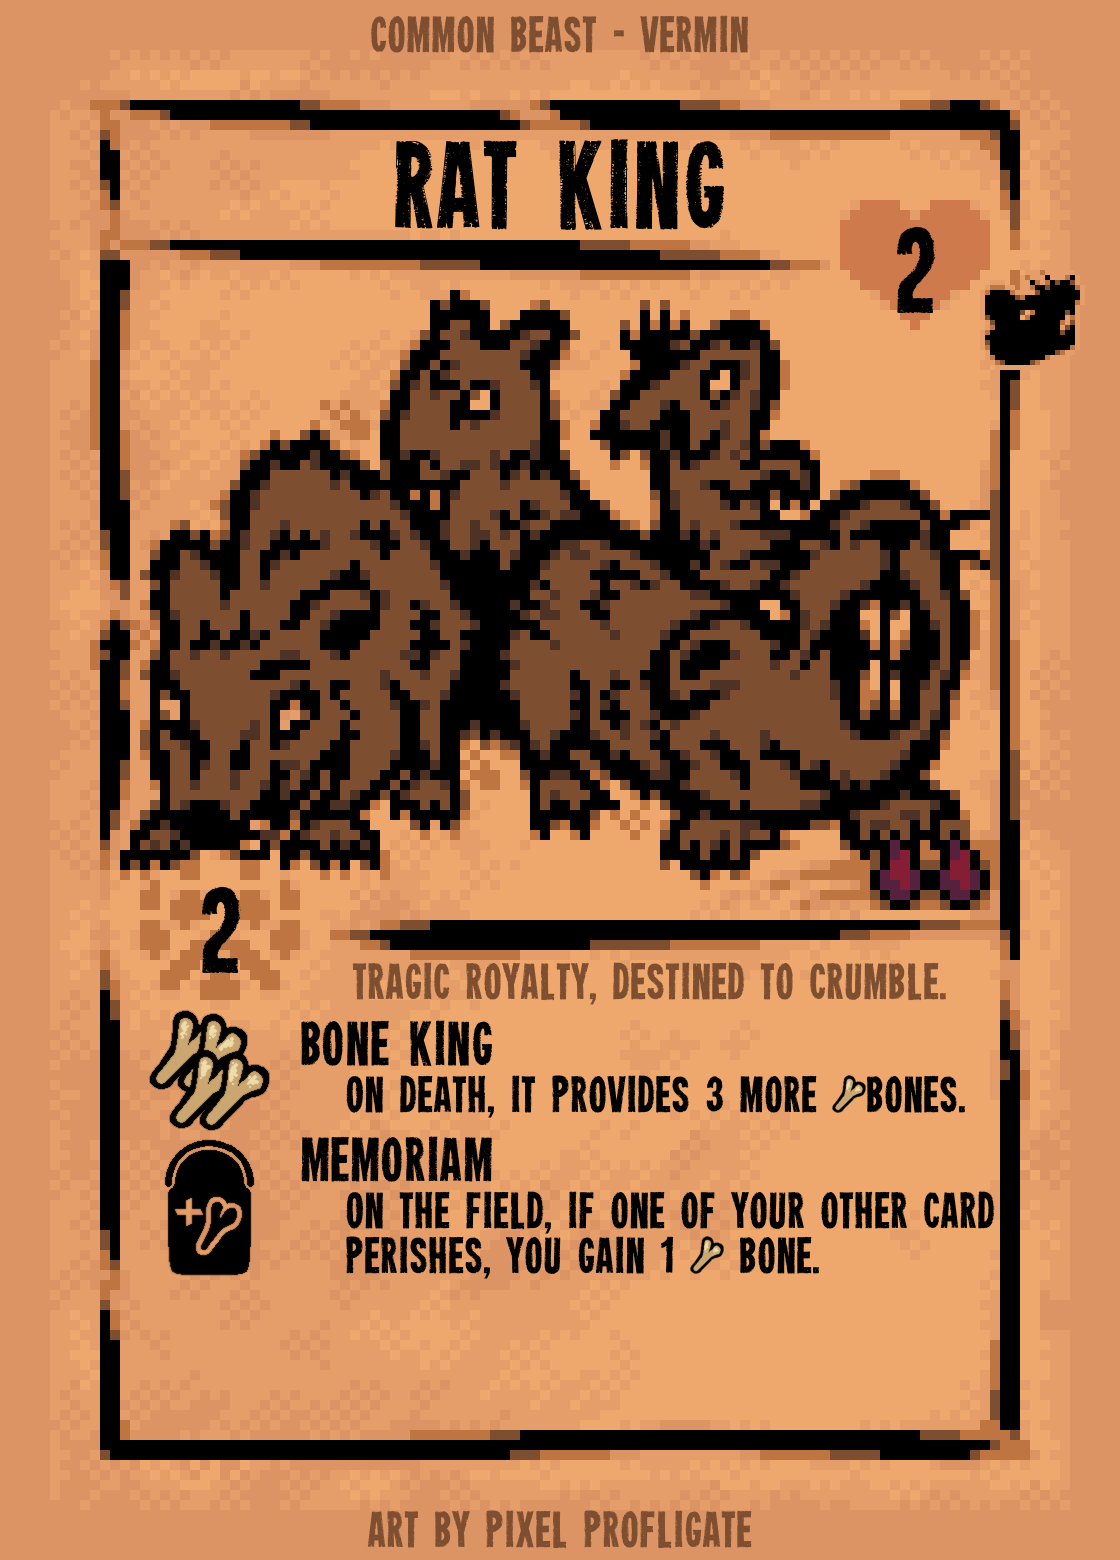 COMMON BEAST - VERMIN
RAT KING
2
2
TRAGIC ROYALTY, DESTINED TO CRUMBLE.
BONE KING
ON DEATH, IT PROVIDES 3 MORE BONES.
MEMORIAM
ON THE FIELD, IF ONE OF YOUR OTHER CARD
PERISHES, YOU GAIN 1 BONE.
ART BY PIXEL PROFLIGATE